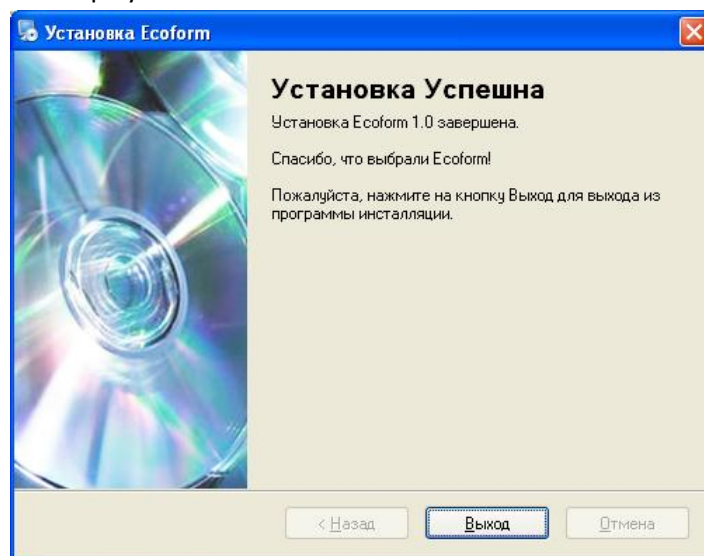 Установка Ecoform
Установка Успешна
Установка Ecoform 1.0 завершена.
Спасибо, что выбрали Ecoform!
Пожалуйста, нажмите на кнопку Выход для выхода из
программы инсталляции.
< Назад
Выход
Отмена